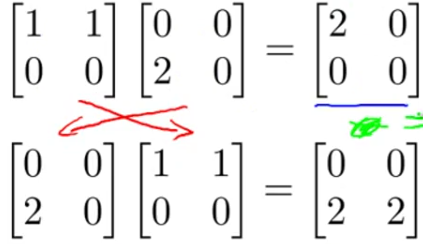 [1 1; 0 0] [0 0; 2 0] = [2 0; 0 0]
[0 0; 2 0] [1 1; 0 0] = [0 0; 2 2]